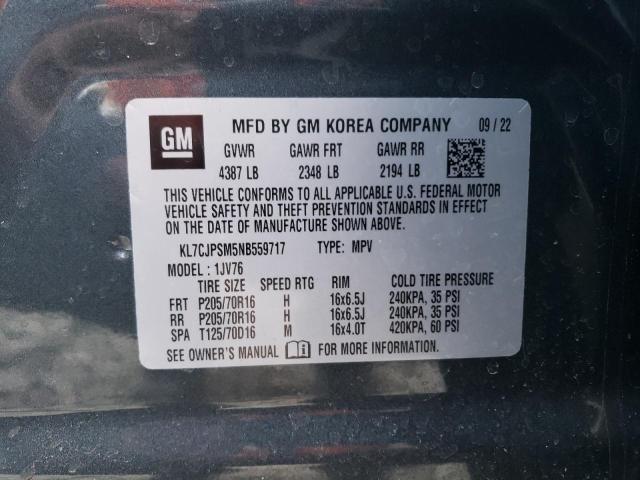 GM MFD BY GM KOREA COMPANY 09 / 22
GVWR GAWR FRT GAWR RR
4387 LB 2348 LB 2194 LB
THIS VEHICLE CONFORMS TO ALL APPLICABLE U.S. FEDERAL MOTOR
VEHICLE SAFETY AND THEFT PREVENTION STANDARDS IN EFFECT ON
THE DATE OF MANUFACTURE SHOWN ABOVE.
KL7CJPSM5NB559717 TYPE: MPV
MODEL : 1JV76
TIRE SIZE SPEED RTG RIM COLD TIRE PRESSURE
FRT P205/70R16 H 16x6.5J 240KPA, 35 PSI
RR P205/70R16 H 16x6.5J 240KPA, 35 PSI
SPA T125/70D16 M 16x4.0T 420KPA, 60 PSI
SEE OWNER'S MANUAL FOR MORE INFORMATION.